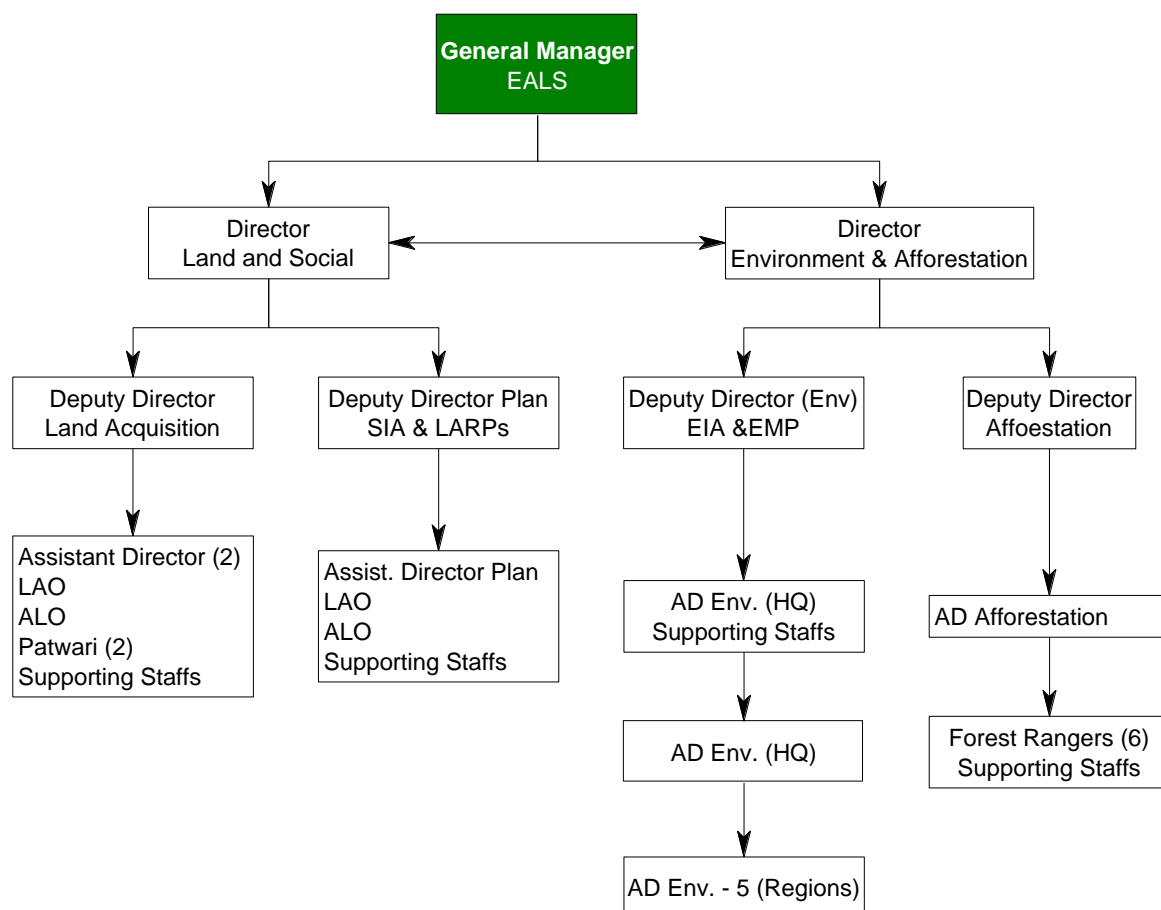 General Manager
EALS
Director
Land and Social
Director
Environment & Afforestation
Deputy Director
Land Acquisition
Deputy Director Plan
SIA & LARPs
Deputy Director (Env)
EIA &EMP
Deputy Director
Affoestation
Assistant Director (2)
LAO
ALO
Patwari (2)
Supporting Staffs
Assist. Director Plan
LAO
ALO
Supporting Staffs
AD Env. (HQ)
Supporting Staffs
AD Afforestation
AD Env. (HQ)
Forest Rangers (6)
Supporting Staffs
AD Env. - 5 (Regions)